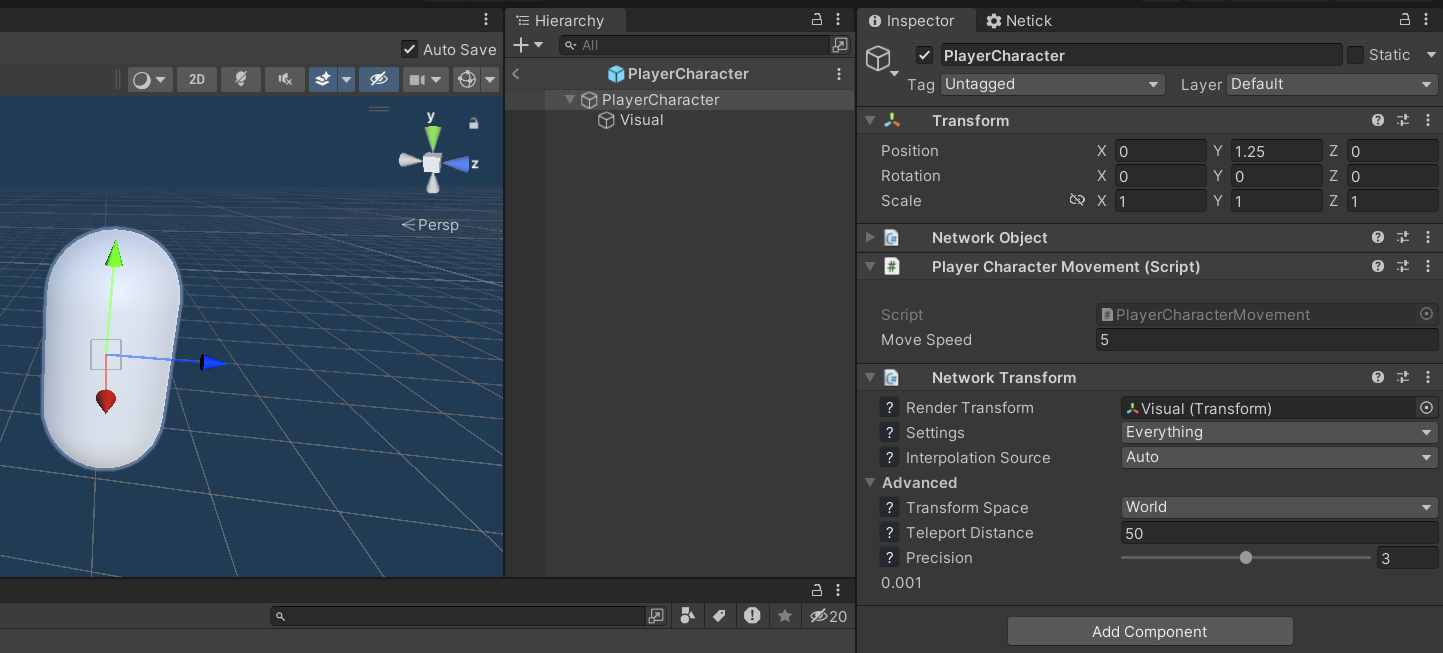 Hierarchy
Inspector
Netick
Auto Save
All
PlayerCharacter
Static
2D
PlayerCharacter
Tag
Untagged
Layer
Default
PlayerCharacter
Visual
Transform
y
z
Persp
Position
X
0
Y
1.25
Z
0
Rotation
X
0
Y
0
Z
0
Scale
X
1
Y
1
Z
1
Network Object
# Player Character Movement (Script)
Script
# PlayerCharacterMovement
Move Speed
5
Network Transform
? Render Transform
Visual (Transform)
? Settings
Everything
? Interpolation Source
Auto
Advanced
? Transform Space
World
? Teleport Distance
50
? Precision
3
0.001
20
Add Component